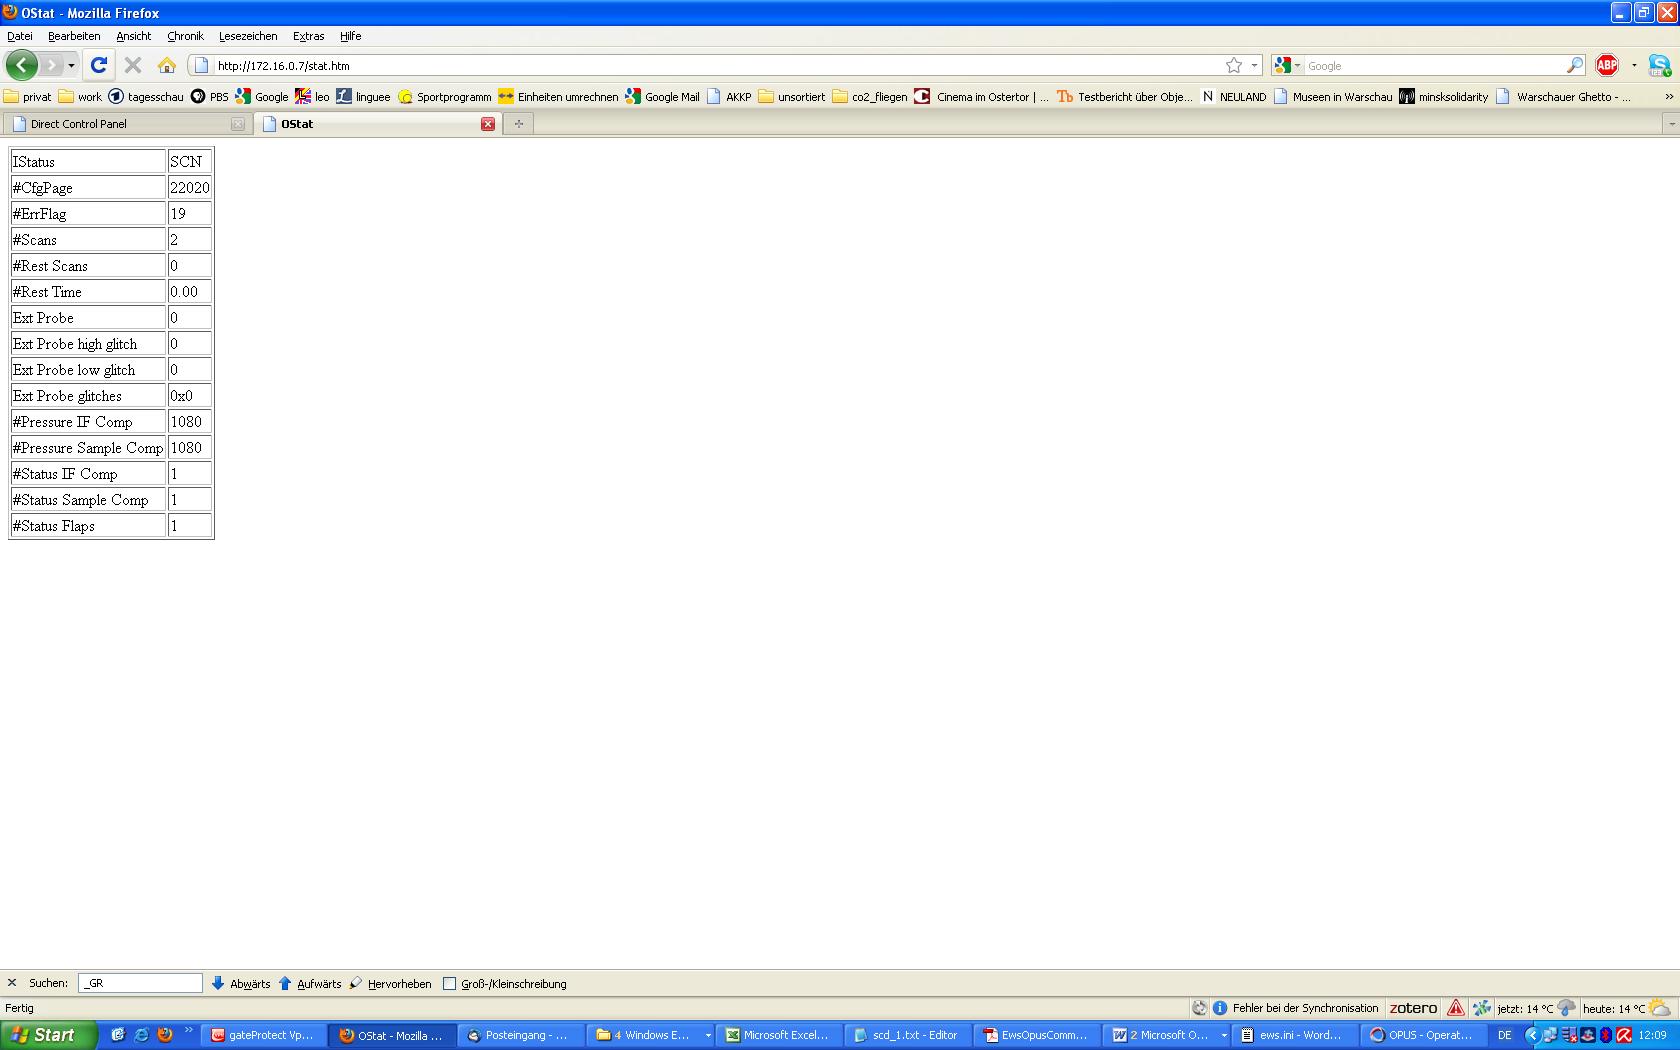 OStat - Mozilla Firefox
Datei Bearbeiten Ansicht Chronik Lesezeichen Extras Hilfe
http://172.16.0.7/stat.htm Google ABP
privat work tagesschau PBS Google leo linguee Sportprogramm Einheiten umrechnen Google Mail AKKP unsortiert co2_fliegen Cinema im Ostertor | ... Testbericht über Obje... NEULAND Museen in Warschau minsksolidarity Warschauer Ghetto - ... »
Direct Control Panel OStat
IStatus SCN
#CfgPage 22020
#ErrFlag 19
#Scans 2
#Rest Scans 0
#Rest Time 0.00
Ext Probe 0
Ext Probe high glitch 0
Ext Probe low glitch 0
Ext Probe glitches 0x0
#Pressure IF Comp 1080
#Pressure Sample Comp 1080
#Status IF Comp 1
#Status Sample Comp 1
#Status Flaps 1
Suchen: _GR Abwärts Aufwärts Hervorheben Groß-/Kleinschreibung
Fertig Fehler bei der Synchronisation zotero jetzt: 14 °C heute: 14 °C
Start » gateProtect Vp... OStat - Mozilla ... Posteingang - ... 4 Windows E... Microsoft Excel... scd_1.txt - Editor EwsOpusComm... 2 Microsoft O... ews.ini - Word... OPUS - Operat... DE 12:09